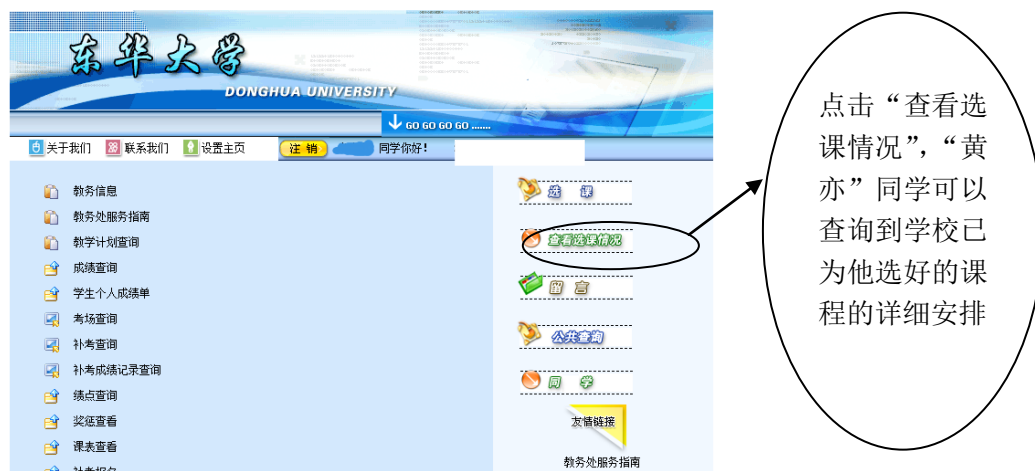 东华大学
DONGHUA UNIVERSITY
GO GO GO GO .......
关于我们 联系我们 设置主页 注 销 同学你好!
教务信息
教务处服务指南
教学计划查询
成绩查询
学生个人成绩单
考场查询
补考查询
补考成绩记录查询
绩点查询
奖惩查看
课表查看
补考报名
选 课
查看选课情况
留 言
公共查询
同 学
友情链接
教务处服务指南
点击“查看选
课情况”，“黄
亦”同学可以
查询到学校已
为他选好的课
程的详细安排